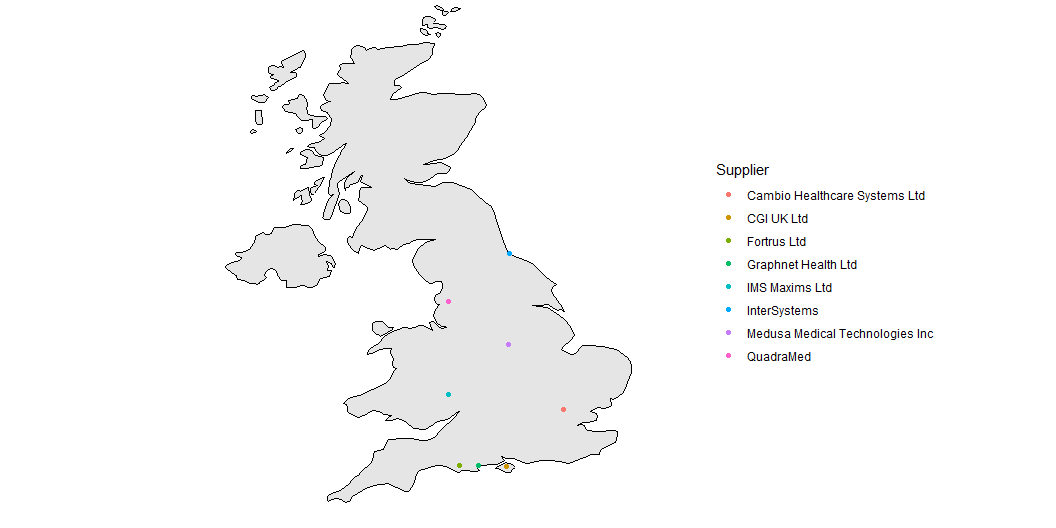 Supplier
Cambio Healthcare Systems Ltd
CGI UK Ltd
Fortrus Ltd
Graphnet Health Ltd
IMS Maxims Ltd
InterSystems
Medusa Medical Technologies Inc
QuadraMed